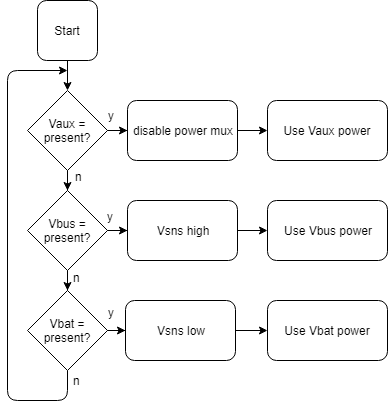 Start
Vaux =
present?
y
disable power mux
Use Vaux power
n
Vbus =
present?
y
Vsns high
Use Vbus power
n
Vbat =
present?
y
Vsns low
Use Vbat power
n